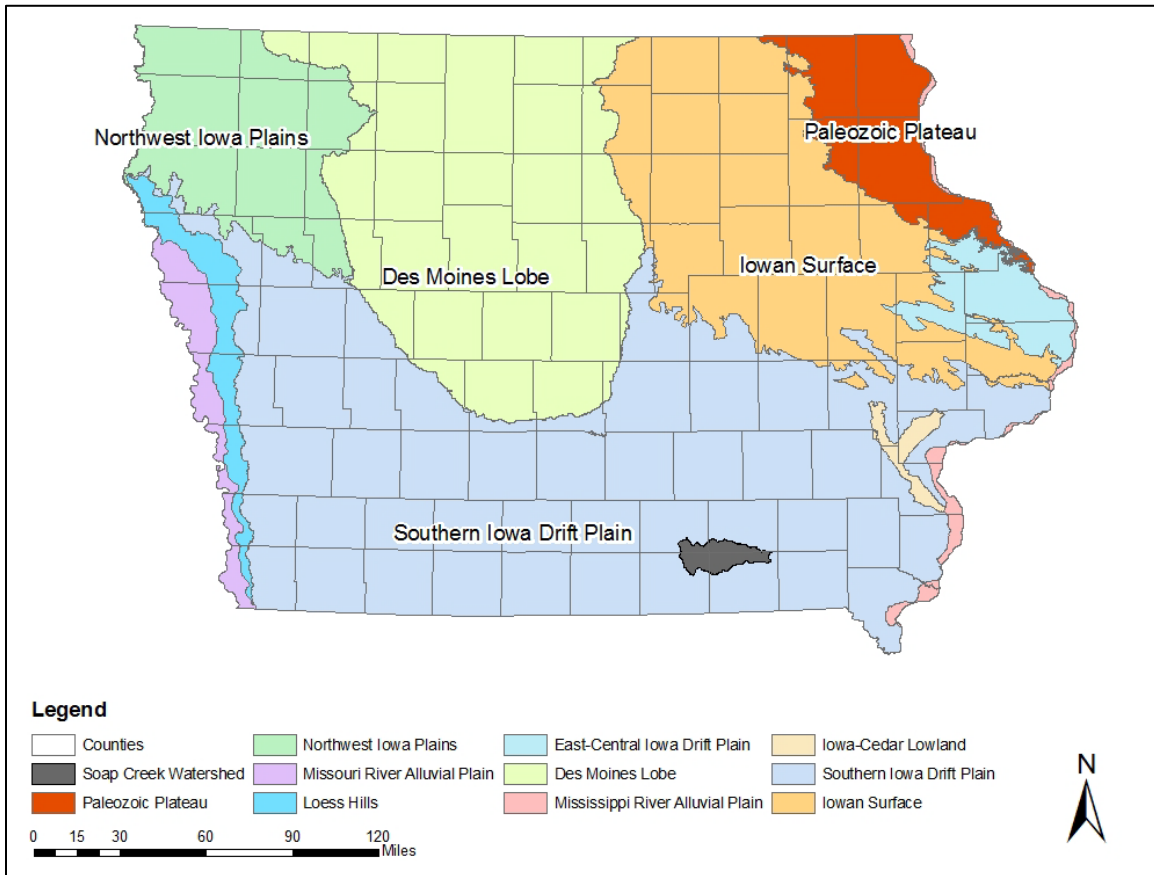 Northwest Iowa Plains
Paleozoic Plateau
Des Moines Lobe
Iowan Surface
Southern Iowa Drift Plain
Legend
Counties
Soap Creek Watershed
Paleozoic Plateau
Northwest Iowa Plains
Missouri River Alluvial Plain
Loess Hills
East-Central Iowa Drift Plain
Des Moines Lobe
Mississippi River Alluvial Plain
Iowa-Cedar Lowland
Southern Iowa Drift Plain
Iowan Surface
N
0 15 30 60 90 120
Miles